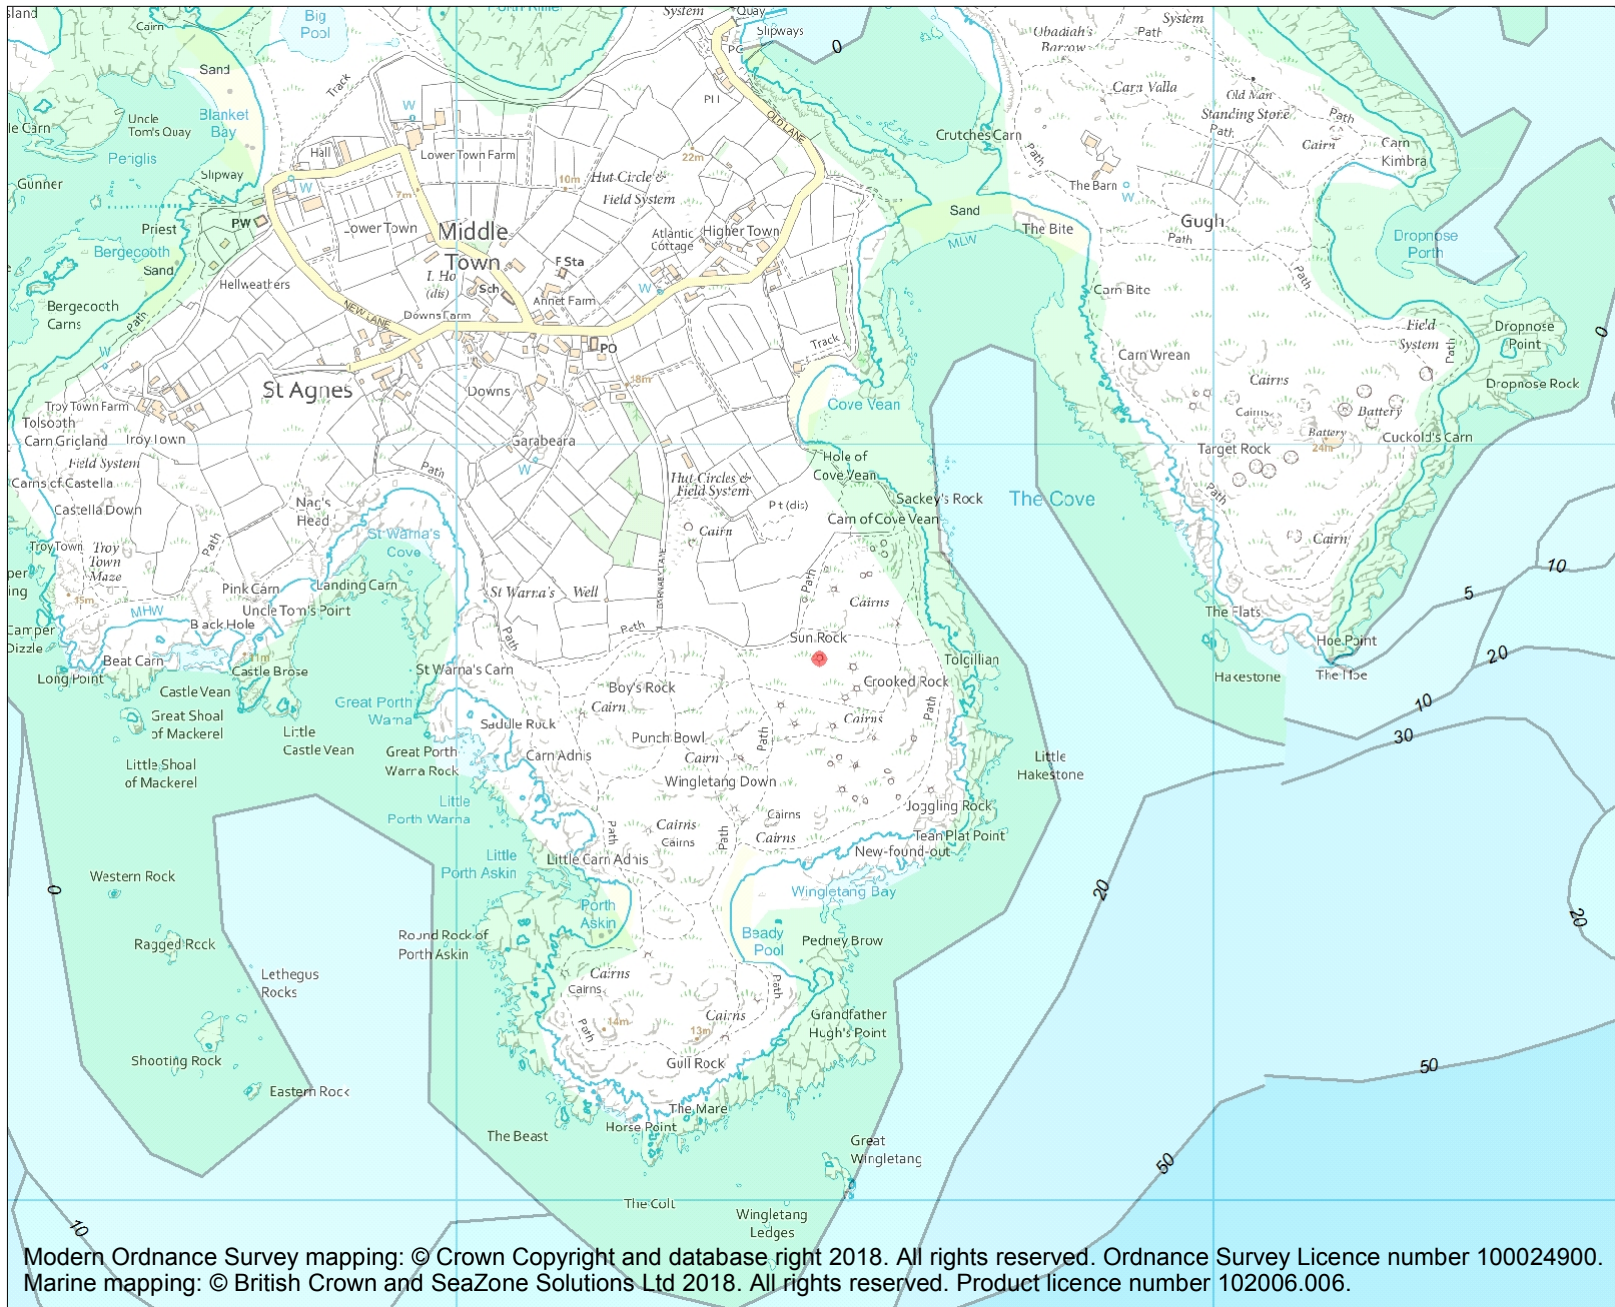 Cairn
Big
Pool
System
Quay
Slipways
PC
0
System
Path
Obadiah's
Barrow
Sand
Track
Carn Valla
Old Man
Standing Stone
Path
Path
Blanket
Bay
W
OLD LANE
Uncle
Tom's Quay
Periglis
Hall
Lower Town Farm
22m
Crutches Carn
Path
Cairn
Carn
Kimbra
Gunner
Slipway
W
7m
10m
Hut Circle &
Field System
The Barn
W
Priest
PW
Lower Town
Middle
Town
Atlantic
Cottage
Higher Town
Sand
MLW
The Bite
Gugh
Path
Dropnose
Porth
Bergecooth
Sand
Hellweathers
(dis)
Sch
F Sta
Annet Farm
W
Path
Carn Bite
Bergecooth
Carns
Path
NEW LANE
Downs Farm
PO
Track
Field
System
Path
Dropnose
Point
0
W
St Agnes
Downs
18m
Cove Vean
Carn Wrean
Cairns
Cairns
Battery
Dropnose Rock
Troy Town Farm
Tolsooth
Carn Grigland
Troy Town
Garabeara
W
Battery
24m
Target Rock
Cuckold's Carn
Field System
Carns of Castella
Path
Hut Circles &
Field System
Hole of
Cove Vean
Path
Castella Down
Nag's
Head
Pt (dis)
Sackey's Rock
The Cove
Carn of Cove Vean
Troy Town
Troy
Town
Maze
Path
St Warna's
Cove
Cairn
Cairn
10
15m
Pink Carn
Landing Carn
St Warna's Well
BARNABY LANE
Path
Cairns
5
MHW
Uncle Tom's Point
Black Hole
Path
Path
Sun Rock
The Flats
Hoe Point
20
Long Point
Beat Carn
11m
Castle Brose
St Warna's Carn
Tolgillian
Hakestone
The Hoe
Castle Vean
Great Shoal
of Mackerel
Great Porth
Warna
Boy's Rock
Cairn
Crooked Rock
Path
10
Little
Castle Vean
Saddle Rock
Punch Bowl
Path
Cairns
30
Little Shoal
of Mackerel
Great Porth
Warna Rock
Carn Adnis
Cairn
Wingletang Down
Little
Hakestone
Little
Porth Warna
Path
Cairns
Cairns
Path
Cairns
Cairns
Joggling Rock
Tean Plat Point
New-found-out
Little
Porth Askin
Little Carn Adnis
Western Rock
0
Wingletang Bay
20
20
Porth
Askin
Ragged Rock
Round Rock of
Porth Askin
Beady
Pool
Pedney Brow
Lethegus
Rocks
Cairns
Cairns
Path
Path
14m
Cairns
13m
Grandfather
Hugh's Point
Shooting Rock
Gull Rock
50
Eastern Rock
The Mare
Horse Point
The Beast
Great
Wingletang
50
The Colt
Wingletang
Ledges
10
Modern Ordnance Survey mapping: © Crown Copyright and database right 2018. All rights reserved. Ordnance Survey Licence number 100024900.
Marine mapping: © British Crown and SeaZone Solutions Ltd 2018. All rights reserved. Product licence number 102006.006.